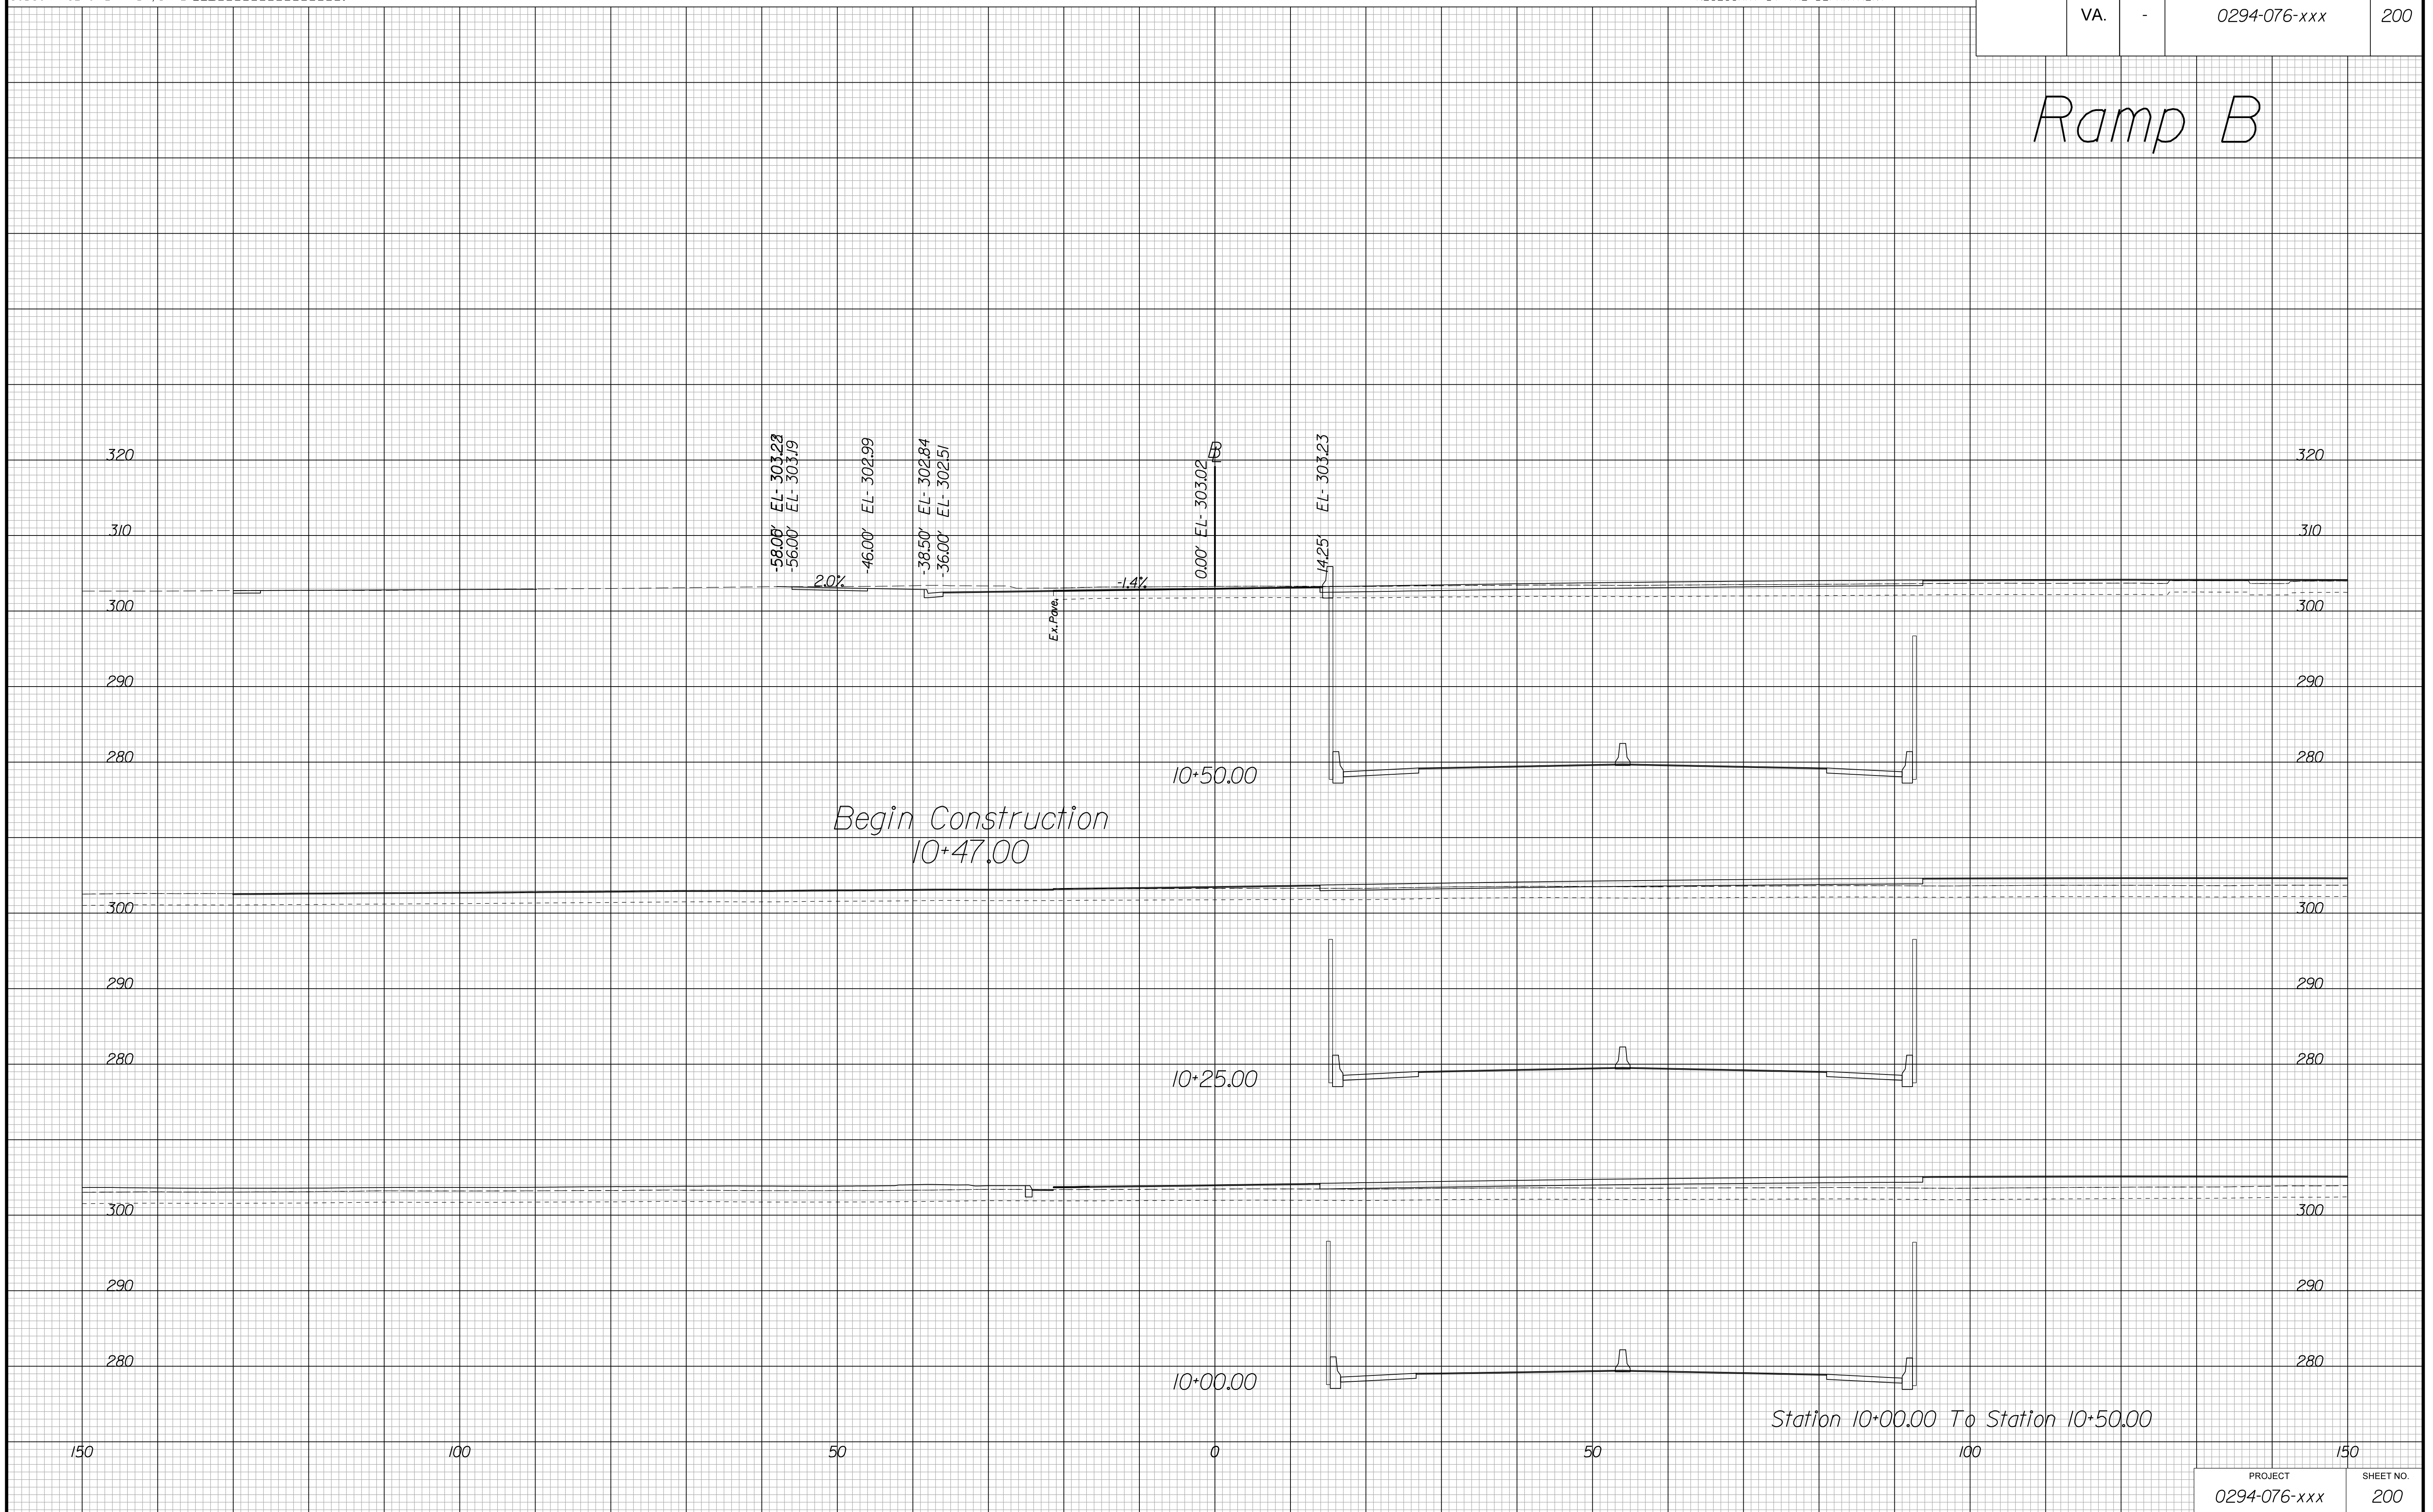 VA. - 0294-076-xxx 200
Ramp B
-58.00' EL- 303.22
-56.00' EL- 303.19
-46.00' EL- 302.99
-38.50' EL- 302.84
-36.00' EL- 302.51
0.00' EL- 303.02
B
14.25' EL- 303.23
320 320
310 310
2.0% -1.4%
300 300
Ex.Pave.
290 290
280 280
10+50.00
Begin Construction
10+47.00
300 300
290 290
280 280
10+25.00
300 300
290 290
280 280
10+00.00
Station 10+00.00 To Station 10+50.00
150 100 50 0 50 100 150
PROJECT SHEET NO.
0294-076-xxx 200